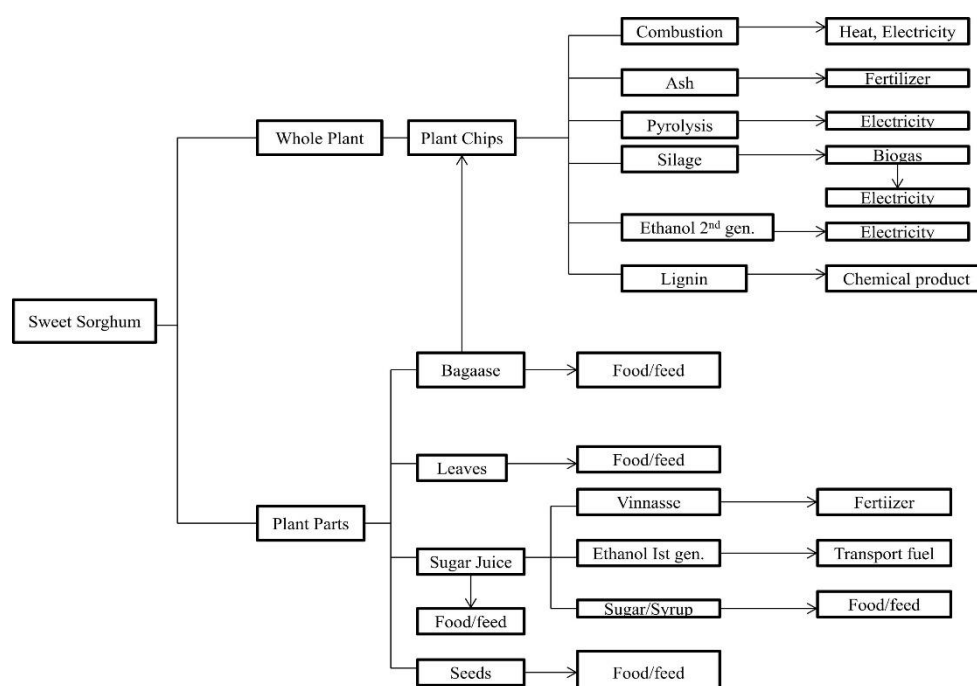 Combustion
Heat, Electricity
Ash
Fertilizer
Whole Plant
Plant Chips
Pyrolysis
Electricity
Silage
Biogas
Electricity
Ethanol 2nd gen.
Electricity
Lignin
Chemical product
Sweet Sorghum
Bagaase
Food/feed
Leaves
Food/feed
Vinnasse
Fertiizer
Plant Parts
Sugar Juice
Ethanol Ist gen.
Transport fuel
Food/feed
Sugar/Syrup
Food/feed
Seeds
Food/feed